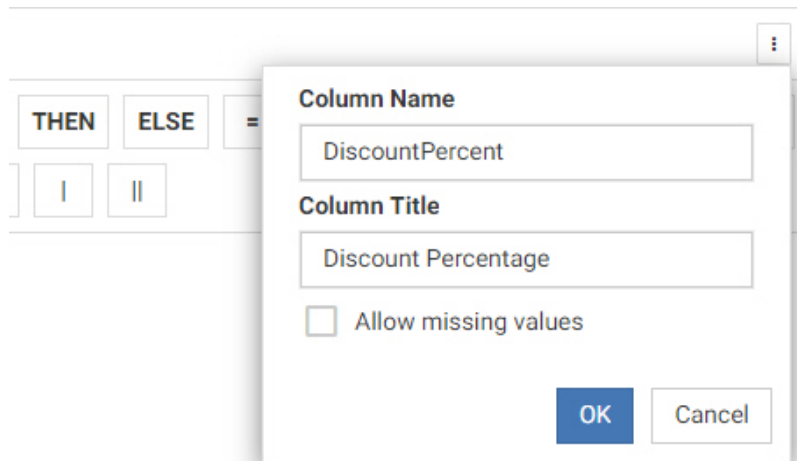 ⋮
Column Name
THEN ELSE =
DiscountPercent
| ||
Column Title
Discount Percentage
Allow missing values
OK Cancel